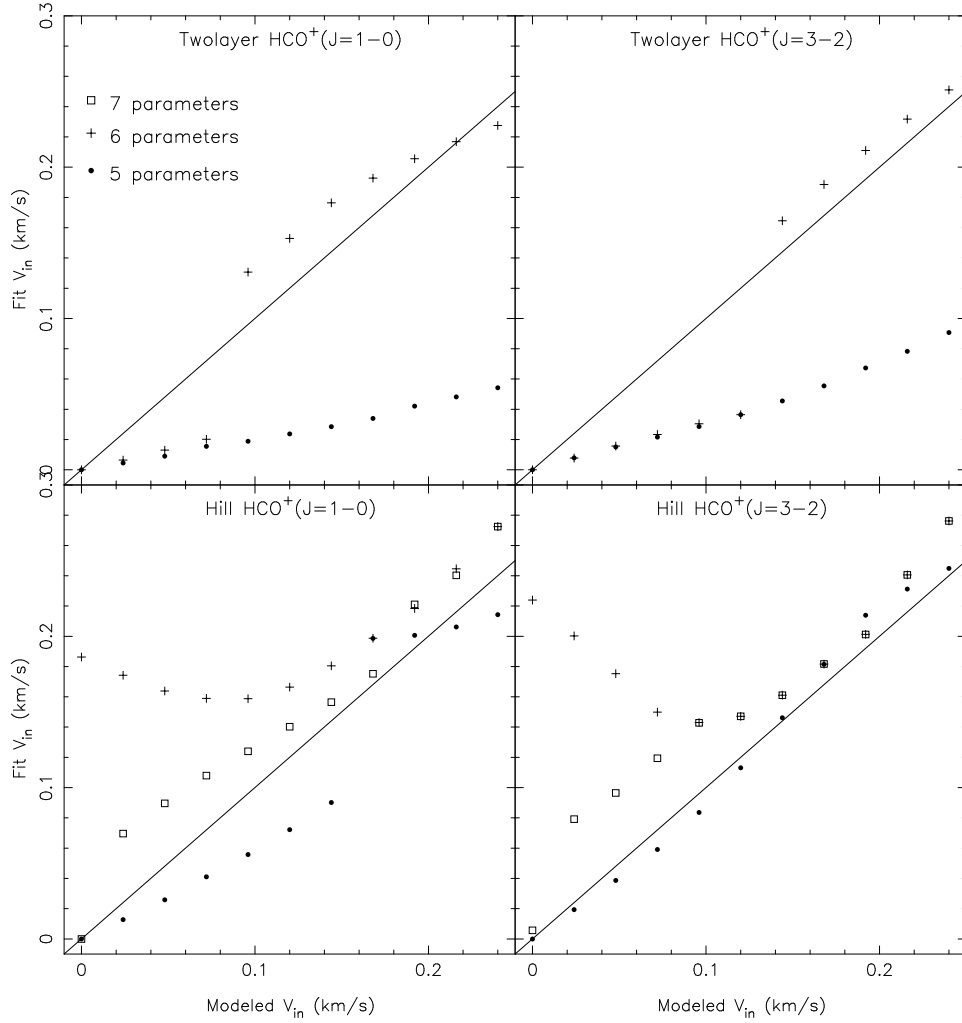 0.3
Twolayer HCO+(J=1−0)
Twolayer HCO+(J=3−2)
7 parameters
6 parameters
5 parameters
0.2
Fit Vin (km/s)
0.1
0
0.3
Hill HCO+(J=1−0)
Hill HCO+(J=3−2)
0.2
Fit Vin (km/s)
0.1
0
0 0.1 0.2
0 0.1 0.2
Modeled Vin (km/s)
Modeled Vin (km/s)